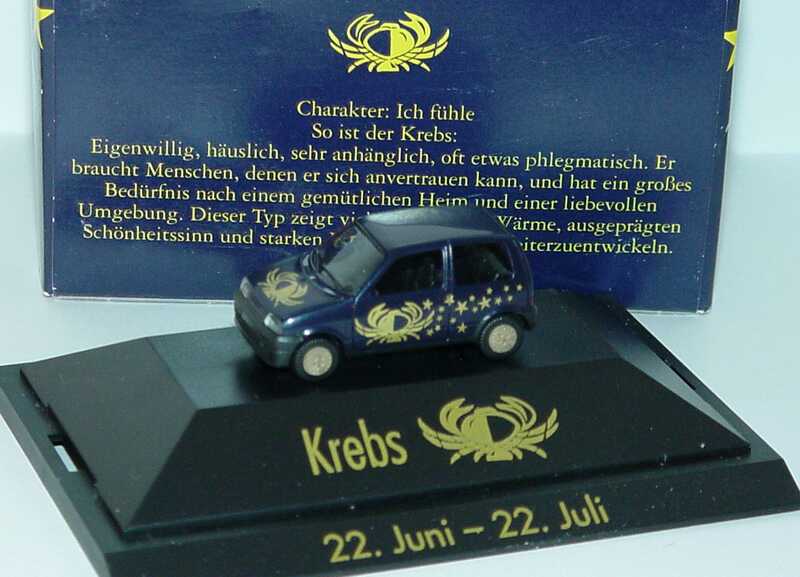 Charakter: Ich fühle
So ist der Krebs:
Eigenwillig, häuslich, sehr anhänglich, oft etwas phlegmatisch. Er
braucht Menschen, denen er sich anvertrauen kann, und hat ein großes
Bedürfnis nach einem gemütlichen Heim und einer liebevollen
Umgebung. Dieser Typ zeigt Wärme, ausgeprägten
Schönheitssinn und starken
Krebs
22. Juni – 22. Juli